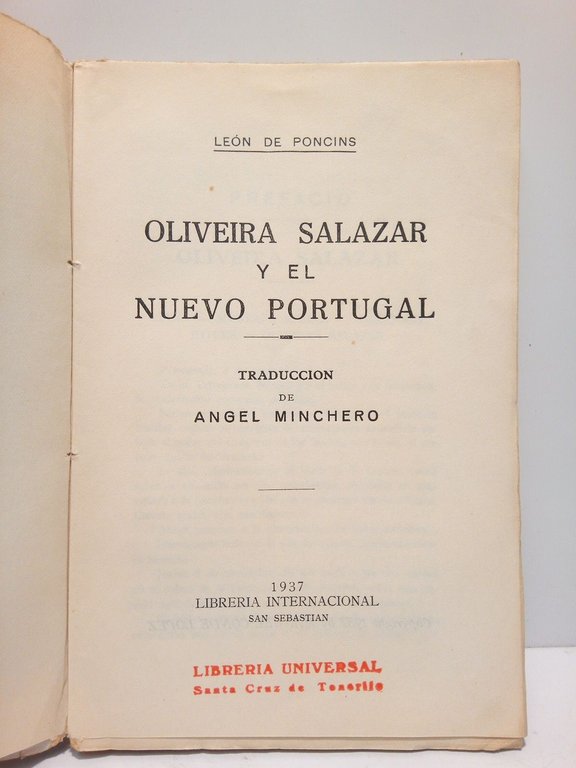 LEÓN DE PONCINS
OLIVEIRA SALAZAR
Y EL
NUEVO PORTUGAL
TRADUCCION
DE
ANGEL MINCHERO
1937
LIBRERIA INTERNACIONAL
SAN SEBASTIAN
LIBRERIA UNIVERSAL
Santa Cruz de Tenerife